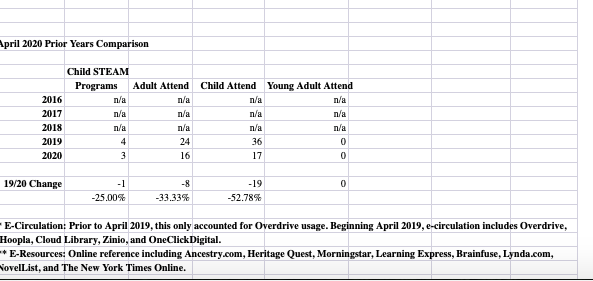 April 2020 Prior Years Comparison
Child STEAM
Programs Adult Attend Child Attend Young Adult Attend
2016 n/a n/a n/a n/a
2017 n/a n/a n/a n/a
2018 n/a n/a n/a n/a
2019 4 24 36 0
2020 3 16 17 0
19/20 Change -1 -8 -19 0
-25.00% -33.33% -52.78%
* E-Circulation: Prior to April 2019, this only accounted for Overdrive usage. Beginning April 2019, e-circulation includes Overdrive,
Hoopla, Cloud Library, Zinio, and OneClickDigital.
** E-Resources: Online reference including Ancestry.com, Heritage Quest, Morningstar, Learning Express, Brainfuse, Lynda.com,
NovelList, and The New York Times Online.